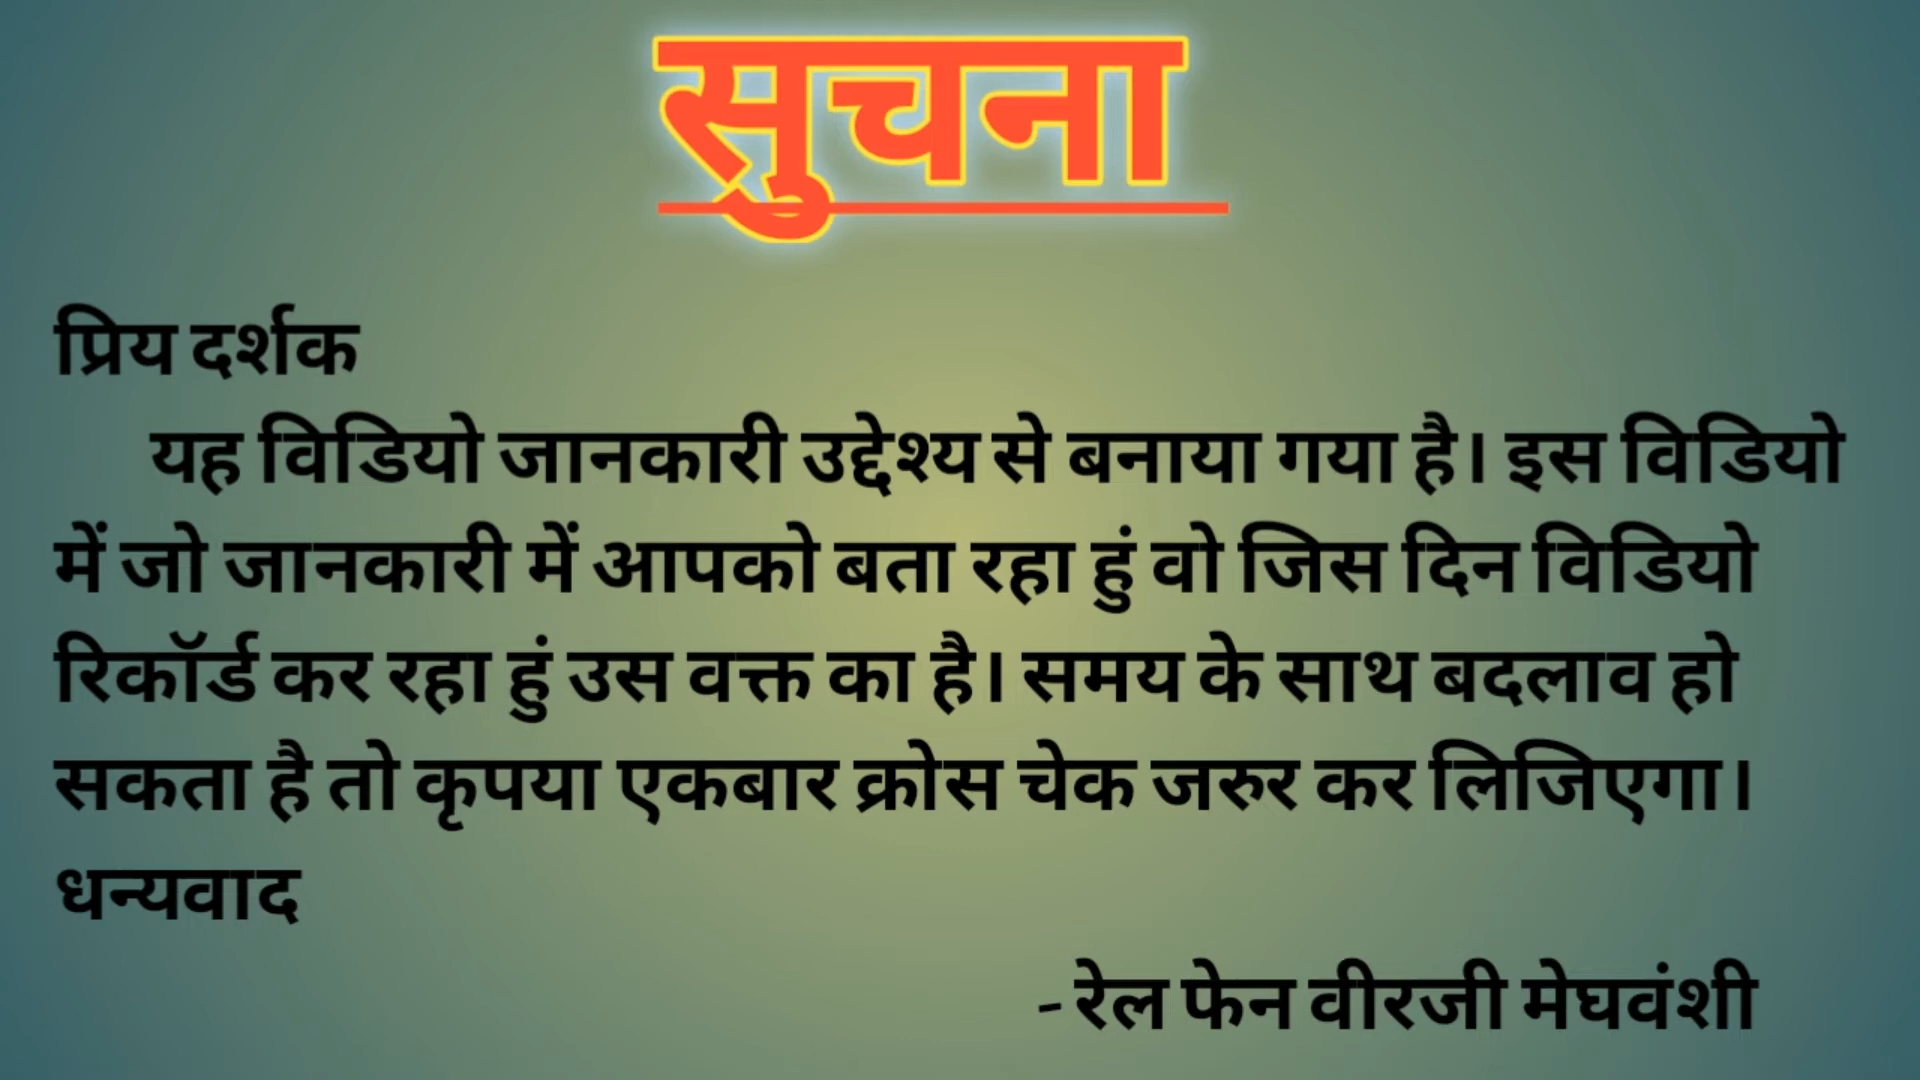 सुचना
प्रिय दर्शक
यह विडियो जानकारी उद्देश्य से बनाया गया है। इस विडियो
में जो जानकारी में आपको बता रहा हुं वो जिस दिन विडियो
रिकॉर्ड कर रहा हुं उस वक्त का है। समय के साथ बदलाव हो
सकता है तो कृपया एकबार क्रोस चेक जरुर कर लिजिएगा।
धन्यवाद
- रेल फेन वीरजी मेघवंशी